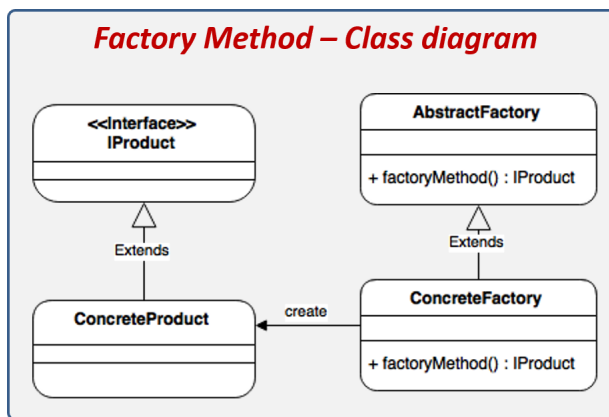 Factory Method – Class diagram
<<Interface>>
IProduct
Extends
ConcreteProduct
AbstractFactory
+ factoryMethod() : IProduct
Extends
ConcreteFactory
+ factoryMethod() : IProduct
create